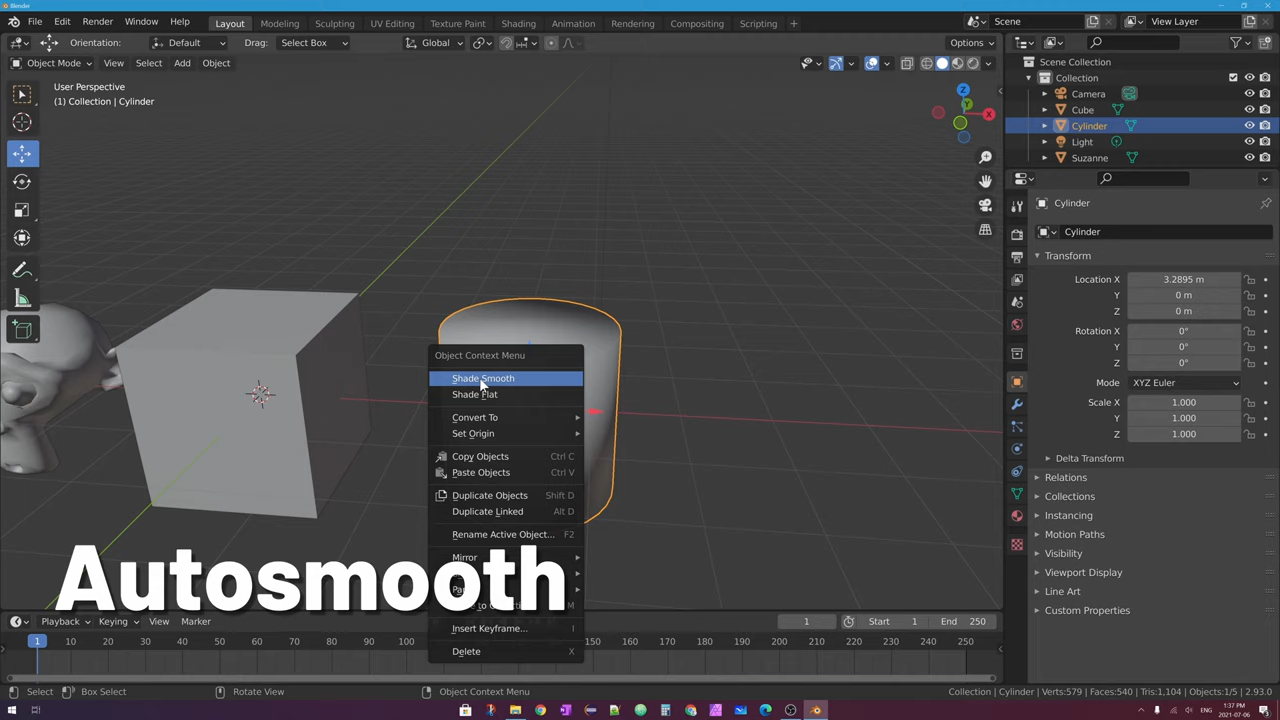 Blender
File Edit Render Window Help Layout Modeling Sculpting UV Editing Texture Paint Shading Animation Rendering Compositing Scripting + Scene View Layer
Orientation: Default Drag: Select Box Global Options
Object Mode View Select Add Object
User Perspective
(1) Collection | Cylinder
Z
Y
X
Scene Collection
Collection
Camera
Cube
Cylinder
Light
Suzanne
Cylinder
Cylinder
Transform
Location X 3.2895 m
Y 0 m
Z 0 m
Rotation X 0°
Y 0°
Z 0°
Mode XYZ Euler
Scale X 1.000
Y 1.000
Z 1.000
Delta Transform
Relations
Collections
Instancing
Motion Paths
Visibility
Viewport Display
Line Art
Custom Properties
Object Context Menu
Shade Smooth
Shade Flat
Convert To
Set Origin
Copy Objects Ctrl C
Paste Objects Ctrl V
Duplicate Objects Shift D
Duplicate Linked Alt D
Rename Active Object... F2
Mirror
Insert Keyframe... I
Delete X
Autosmooth
Playback Keying View Marker 1 Start 1 End 250
1 10 20 30 40 50 60 70 80 90 100 160 170 180 190 200 210 220 230 240 250
Select Box Select Rotate View Object Context Menu Collection | Cylinder | Verts:579 | Faces:540 | Tris:1,104 | Objects:1/5 | 2.93.0
1:37 PM
2021-07-06